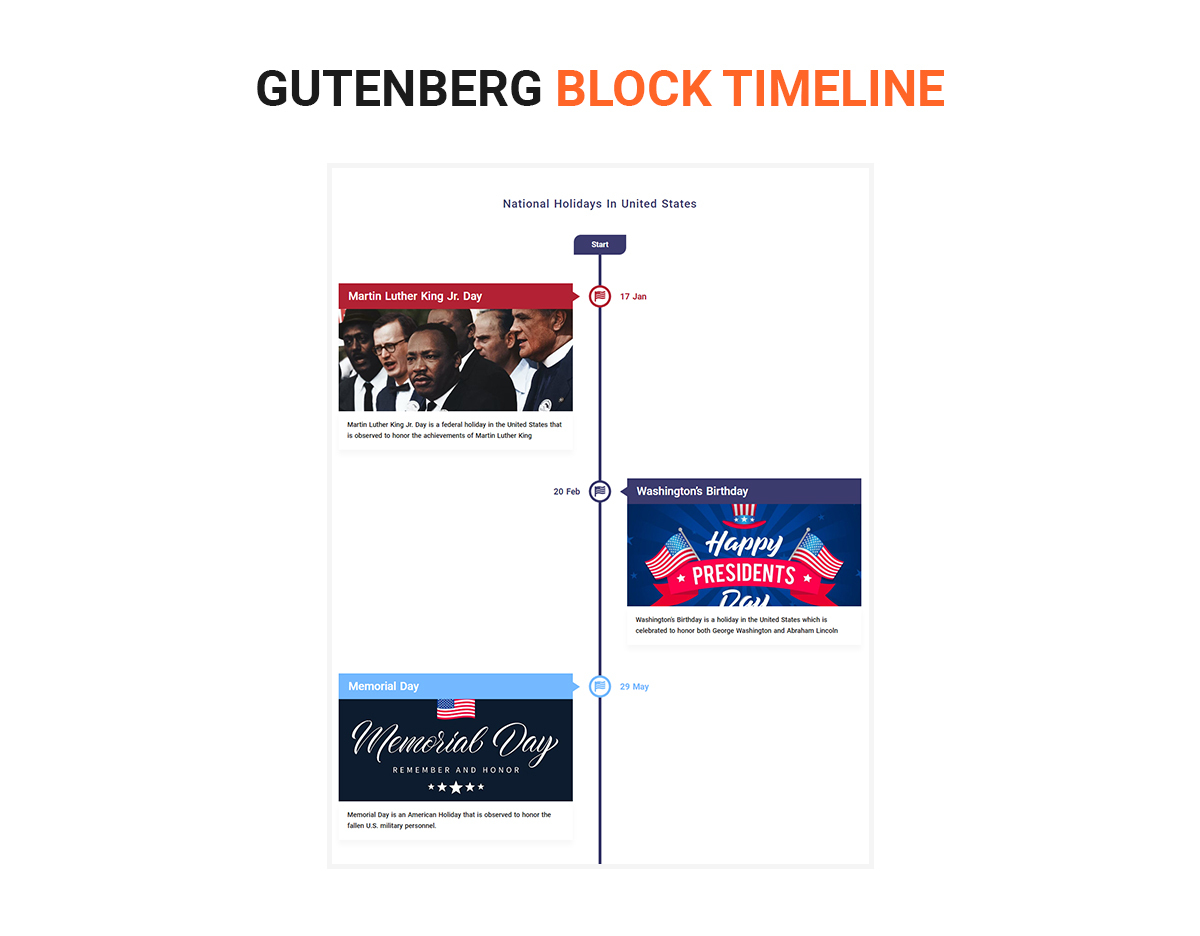 GUTENBERG BLOCK TIMELINE
National Holidays In United States
Start
Martin Luther King Jr. Day
17 Jan
Martin Luther King Jr. Day is a federal holiday in the United States that
is observed to honor the achievements of Martin Luther King
20 Feb
Washington's Birthday
Happy
PRESIDENTS
Day
Washington's Birthday is a holiday in the United States which is
celebrated to honor both George Washington and Abraham Lincoln
Memorial Day
29 May
Memorial Day
REMEMBER AND HONOR
Memorial Day is an American Holiday that is observed to honor the
fallen U.S. military personnel.